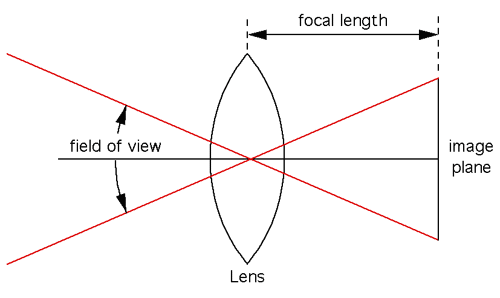 focal length
field of view
image
plane
Lens